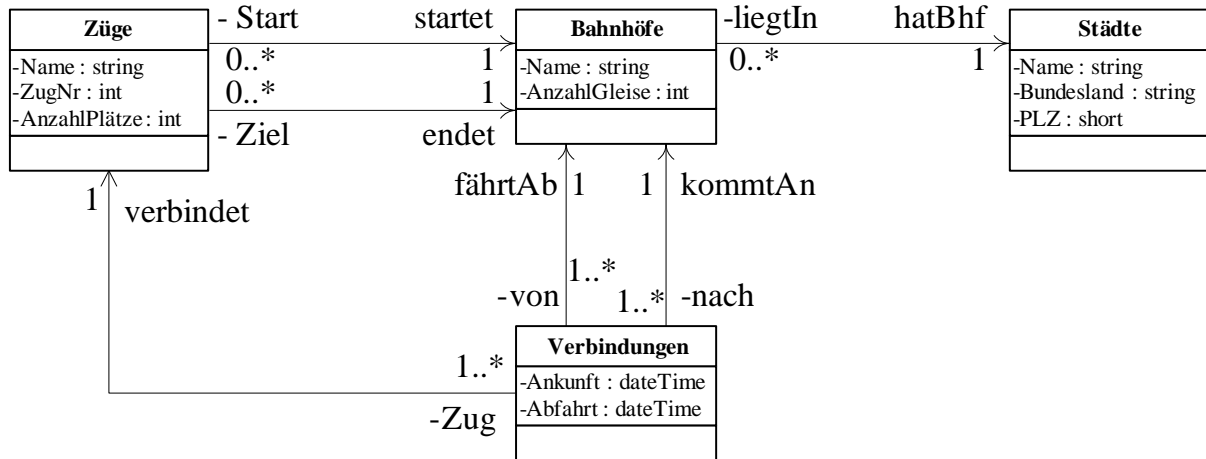 Züge
-Name : string
-ZugNr : int
-AnzahlPlätze : int
- Start
startet
0..*
1
0..*
1
- Ziel
endet
Bahnhöfe
-Name : string
-AnzahlGleise : int
-liegtIn
hatBhf
0..*
1
Städte
-Name : string
-Bundesland : string
-PLZ : short
1
verbindet
fährtAb
1
1
kommtAn
1..*
-von
1..*
-nach
1..*
-Zug
Verbindungen
-Ankunft : dateTime
-Abfahrt : dateTime